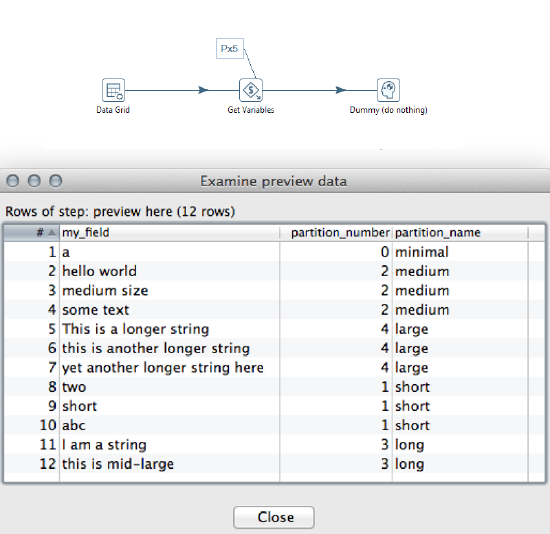 Px5
Data Grid
Get Variables
Dummy (do nothing)
Examine preview data
Rows of step: preview here (12 rows)
# my_field partition_number partition_name
1 a 0 minimal
2 hello world 2 medium
3 medium size 2 medium
4 some text 2 medium
5 This is a longer string 4 large
6 this is another longer string 4 large
7 yet another longer string here 4 large
8 two 1 short
9 short 1 short
10 abc 1 short
11 I am a string 3 long
12 this is mid-large 3 long
Close